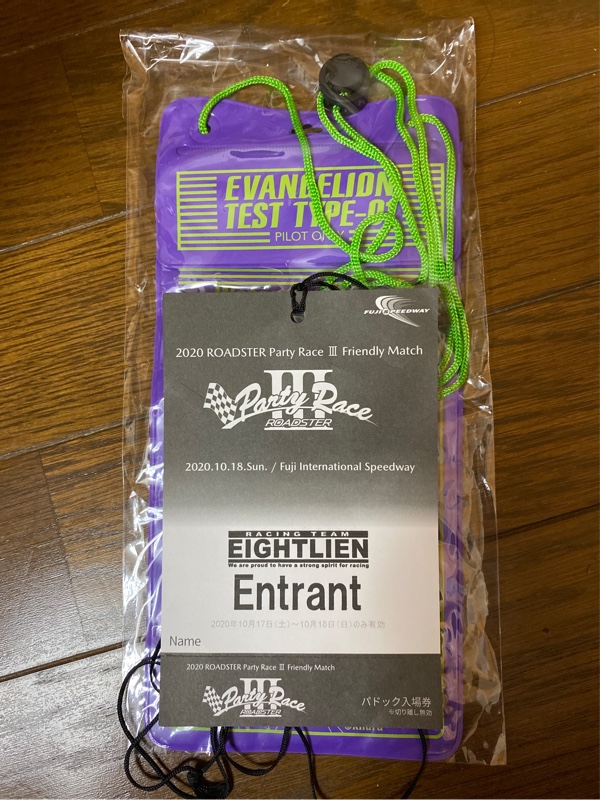 EVANGELION
TEST TYPE-01
PILOT ONLY
FUJI SPEEDWAY
2020 ROADSTER Party Race Ⅲ Friendly Match
Ⅲ
Party Race
ROADSTER
2020.10.18.Sun. / Fuji International Speedway
RACING TEAM
EIGHTLIEN
We are proud to have a strong spirit for racing
Entrant
2020年10月17日(土)〜10月18日(日)のみ有効
Name
2020 ROADSTER Party Race Ⅲ Friendly Match
Ⅲ
Party Race
ROADSTER
パドック入場券
※切り離し無効